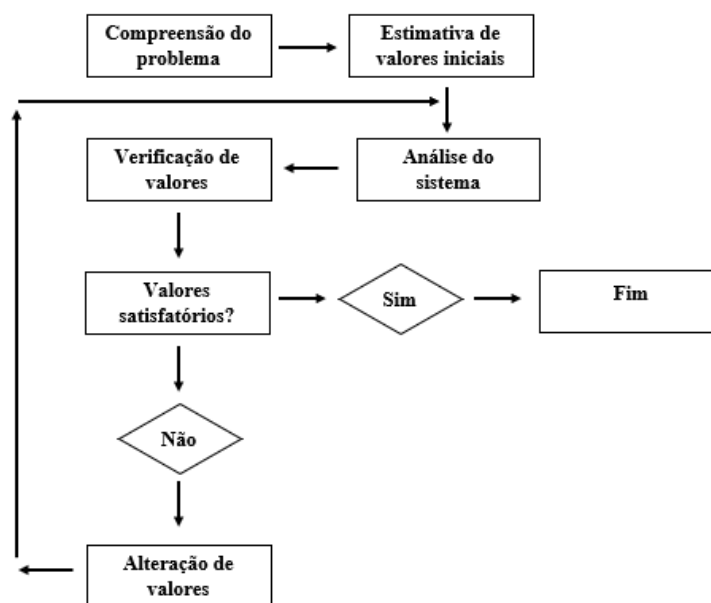 Compreensão do
problema
Estimativa de
valores iniciais
Verificação de
valores
Análise do
sistema
Valores
satisfatórios?
Sim
Fim
Não
Alteração de
valores